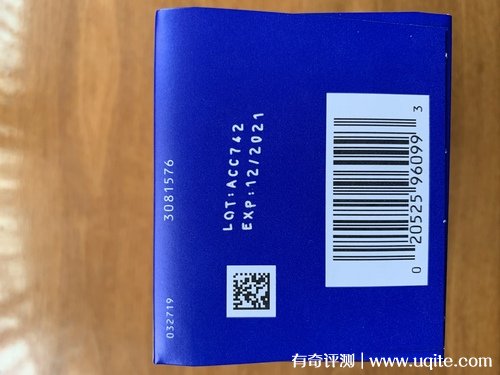 032719
3081576
LOT:ACC742
EXP:12/2021
0 20525 96099 3
有奇评测 | www.uqite.com